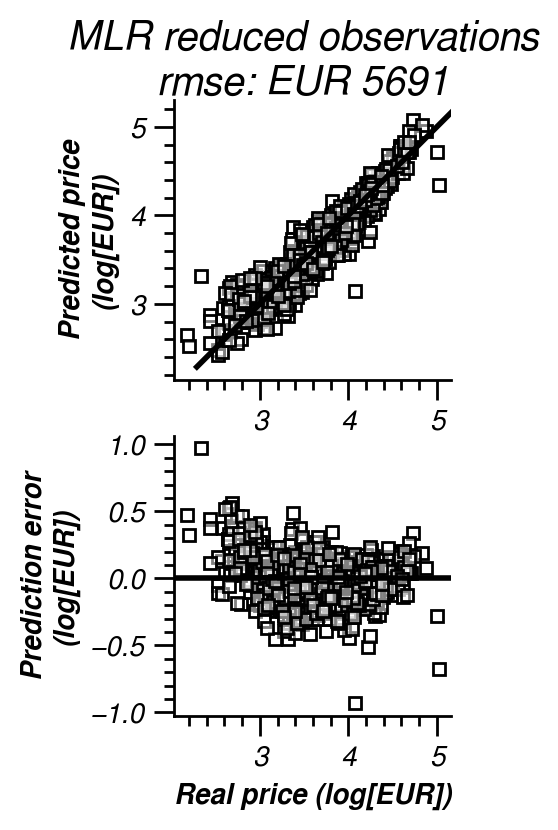 MLR reduced observations
rmse: EUR 5691
Predicted price
(log[EUR])
5
4
3
3 4 5
Prediction error
(log[EUR])
1.0
0.5
0.0
−0.5
−1.0
3 4 5
Real price (log[EUR])